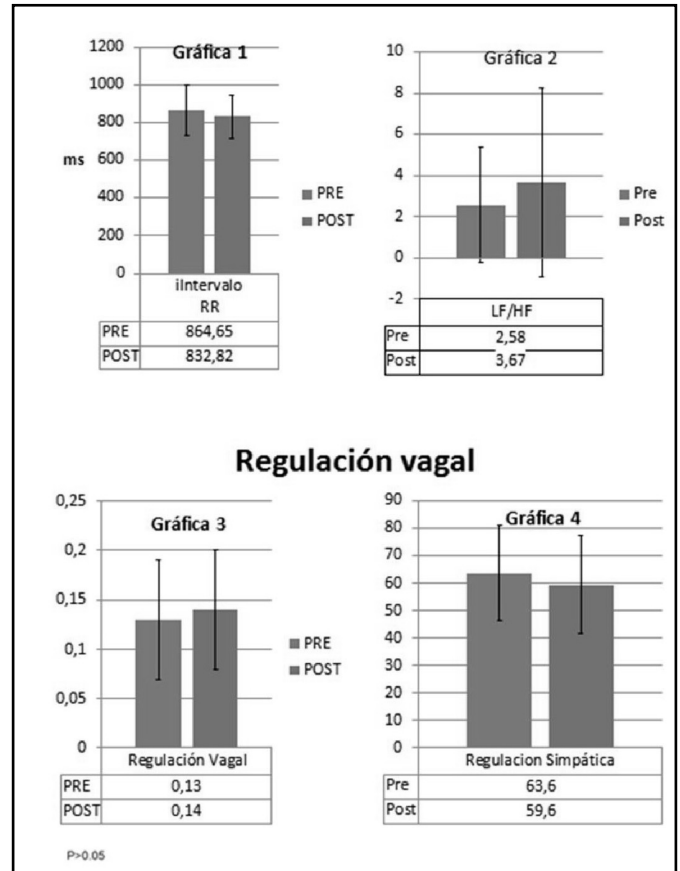 Gráfica 1
1200
1000
800
600
400
200
0
ms
PRE
POST
iIntervalo
RR
PRE 864,65
POST 832,82
Gráfica 2
10
8
6
4
2
0
-2
Pre
Post
LF/HF
Pre 2,58
Post 3,67
Regulación vagal
Gráfica 3
0,25
0,2
0,15
0,1
0,05
0
PRE
POST
Regulación Vagal
PRE 0,13
POST 0,14
Gráfica 4
90
80
70
60
50
40
30
20
10
0
Regulacion Simpática
Pre 63,6
Post 59,6
P>0.05